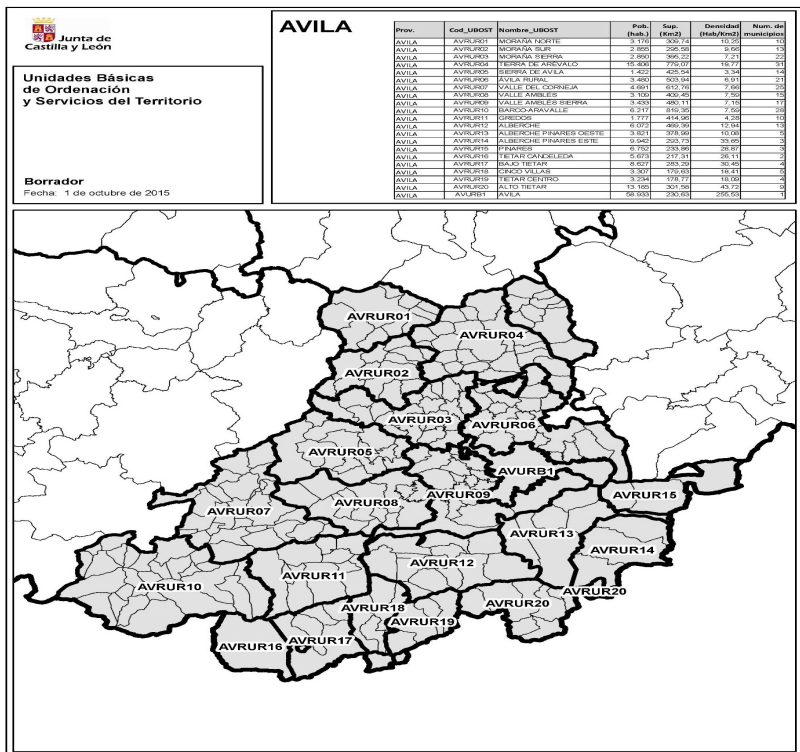 Junta de
Castilla y León
Unidades Básicas
de Ordenación
y Servicios del Territorio
Borrador
Fecha: 1 de octubre de 2015
AVILA
Prov. Cod_UBOST Nombre_UBOST Pob. (hab.) Sup. (Km2) Densidad (Hab/Km2) Num. de municipios
AVILA AVRUR01 MORAÑA NORTE 3.176 309,74 10,25 10
AVILA AVRUR02 MORAÑA SUR 2.855 295,58 9,66 13
AVILA AVRUR03 MORAÑA SIERRA 2.850 395,22 7,21 22
AVILA AVRUR04 TIERRA DE AREVALO 15.406 779,07 19,77 31
AVILA AVRUR05 SIERRA DE AVILA 1.422 425,54 3,34 14
AVILA AVRUR06 AVILA RURAL 3.480 503,94 6,91 21
AVILA AVRUR07 VALLE DEL CORNEJA 4.691 612,76 7,66 25
AVILA AVRUR08 VALLE AMBLES 3.109 409,45 7,59 15
AVILA AVRUR09 VALLE AMBLES SIERRA 3.433 480,11 7,15 17
AVILA AVRUR10 BARCO-ARAVALLE 6.217 819,35 7,59 28
AVILA AVRUR11 GREDOS 1.777 414,96 4,28 10
AVILA AVRUR12 ALBERCHE 6.072 469,39 12,94 13
AVILA AVRUR13 ALBERCHE PINARES OESTE 3.821 378,99 10,08 5
AVILA AVRUR14 ALBERCHE PINARES ESTE 9.942 293,73 33,85 3
AVILA AVRUR15 PINARES 6.752 233,86 28,87 3
AVILA AVRUR16 TIETAR CANDELEDA 5.673 217,31 26,11 2
AVILA AVRUR17 BAJO TIETAR 8.627 283,29 30,45 4
AVILA AVRUR18 CINCO VILLAS 3.307 179,63 18,41 5
AVILA AVRUR19 TIETAR CENTRO 3.234 178,77 18,09 4
AVILA AVRUR20 ALTO TIETAR 13.185 301,58 43,72 9
AVILA AVURB1 AVILA 58.933 230,63 255,53 1
AVRUR01
AVRUR04
AVRUR02
AVRUR03
AVRUR06
AVRUR05
AVURB1
AVRUR09
AVRUR15
AVRUR08
AVRUR07
AVRUR13
AVRUR14
AVRUR12
AVRUR11
AVRUR10
AVRUR20
AVRUR20
AVRUR18
AVRUR19
AVRUR17
AVRUR16